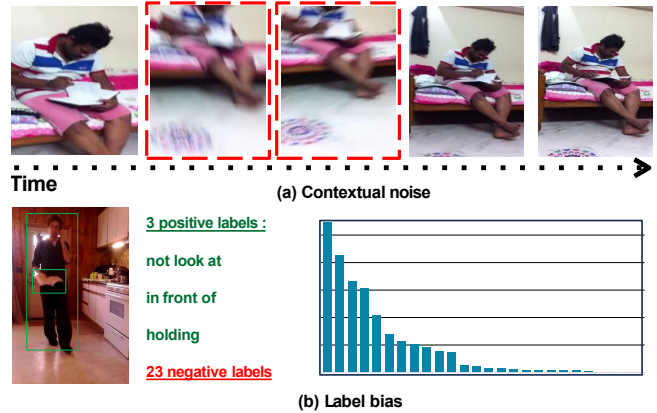 Time
(a) Contextual noise
3 positive labels :
not look at
in front of
holding
23 negative labels
(b) Label bias